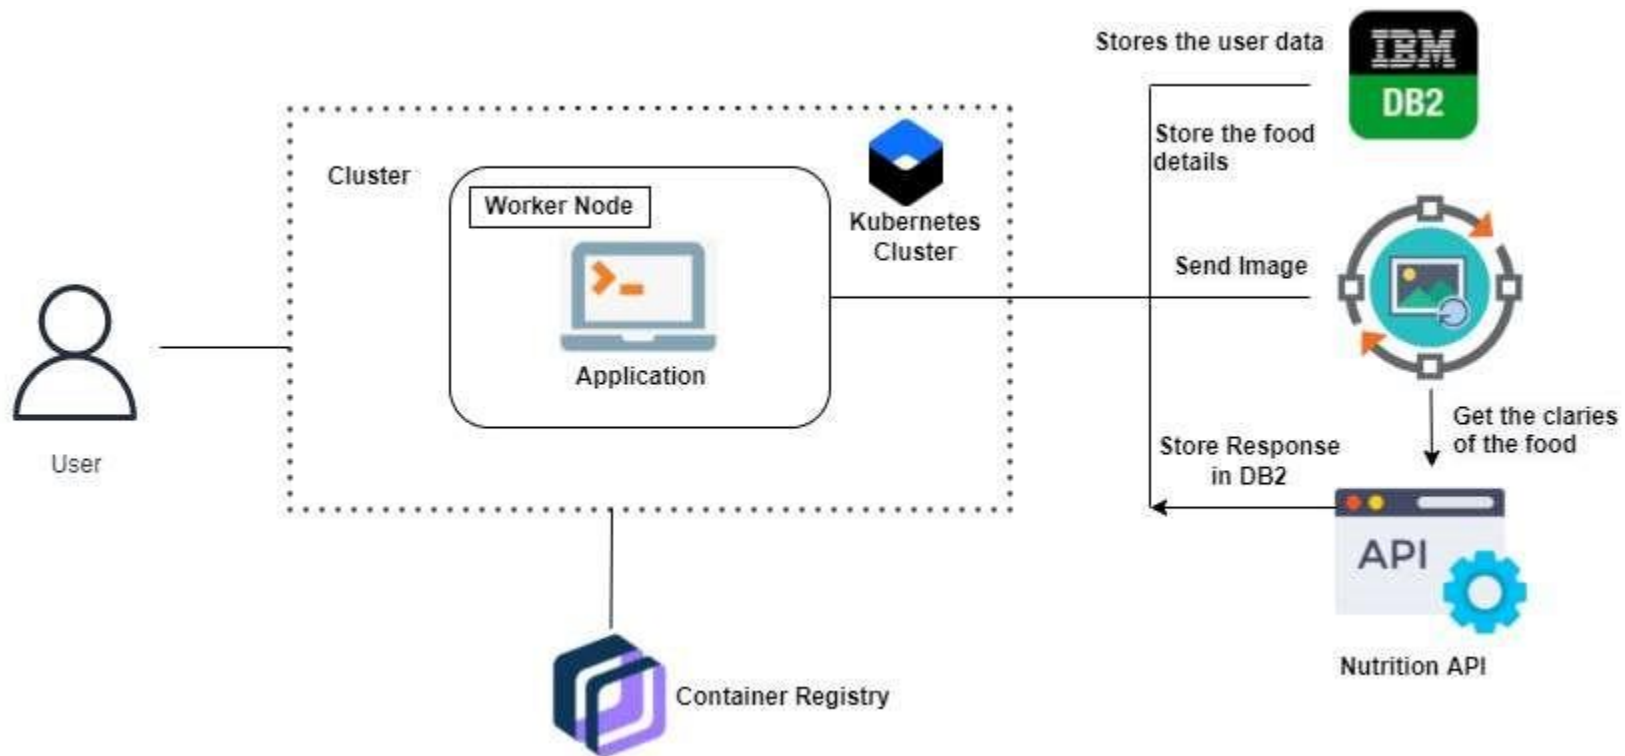 Stores the user data
IBM
DB2
Store the food
details
Cluster
Worker Node
Kubernetes
Cluster
Application
Send Image
User
Get the claries
of the food
Store Response
in DB2
API
Nutrition API
Container Registry